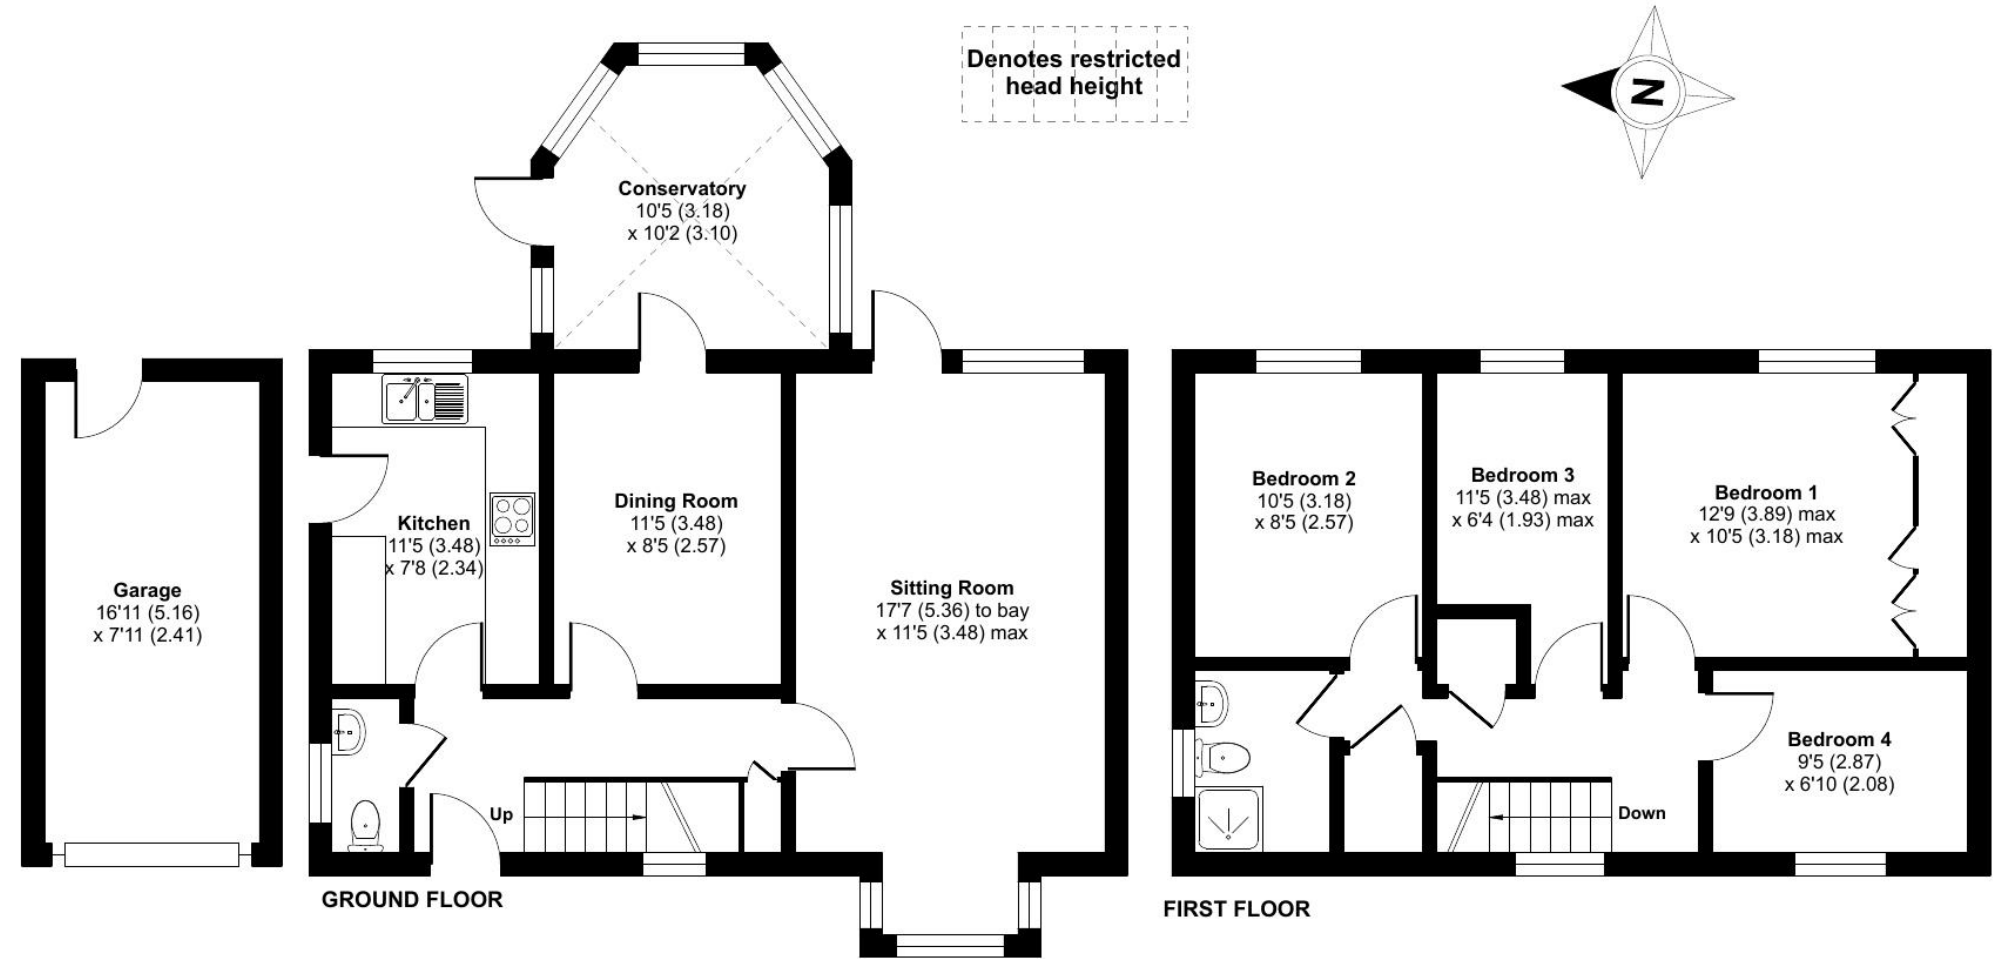 Denotes restricted
head height
N
Conservatory
10'5 (3.18)
x 10'2 (3.10)
Garage
16'11 (5.16)
x 7'11 (2.41)
Kitchen
11'5 (3.48)
x 7'8 (2.34)
Dining Room
11'5 (3.48)
x 8'5 (2.57)
Sitting Room
17'7 (5.36) to bay
x 11'5 (3.48) max
Up
GROUND FLOOR
Bedroom 2
10'5 (3.18)
x 8'5 (2.57)
Bedroom 3
11'5 (3.48) max
x 6'4 (1.93) max
Bedroom 1
12'9 (3.89) max
x 10'5 (3.18) max
Bedroom 4
9'5 (2.87)
x 6'10 (2.08)
Down
FIRST FLOOR